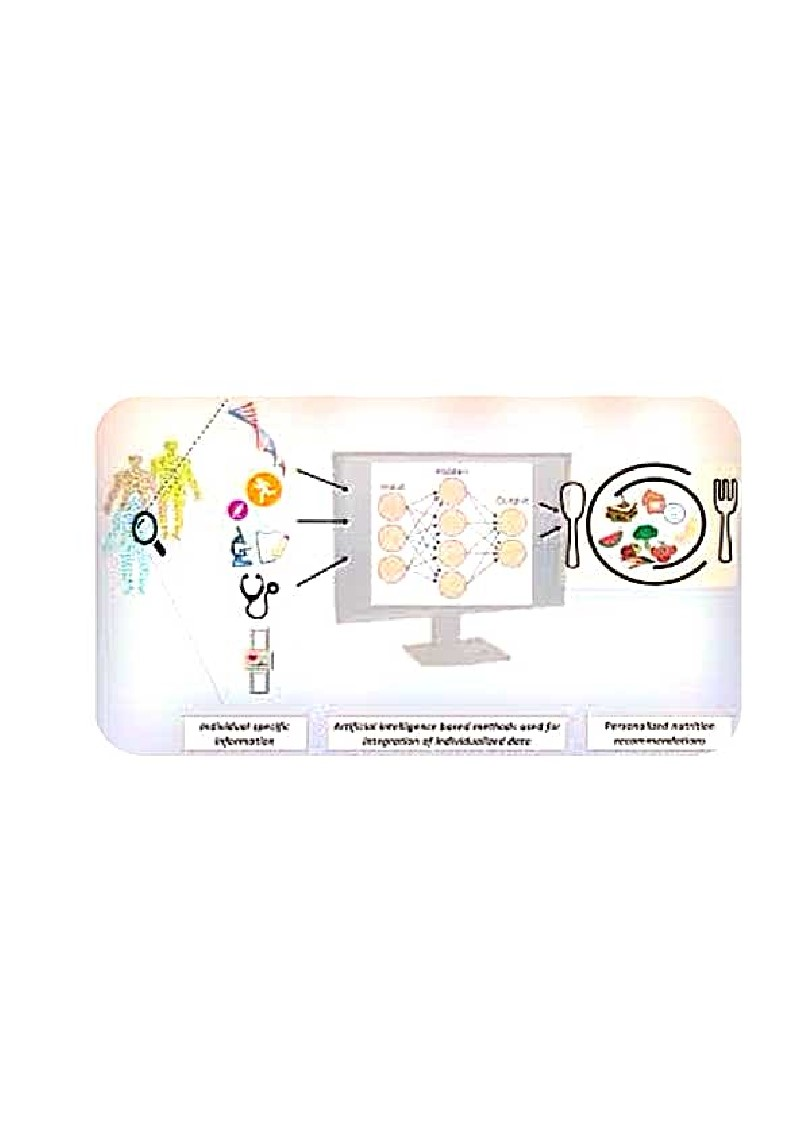 Input
Hidden
Output
Individual specific
information
Artificial intelligence based methods used for
integration of individualized data
Personalized nutrition
recommendations